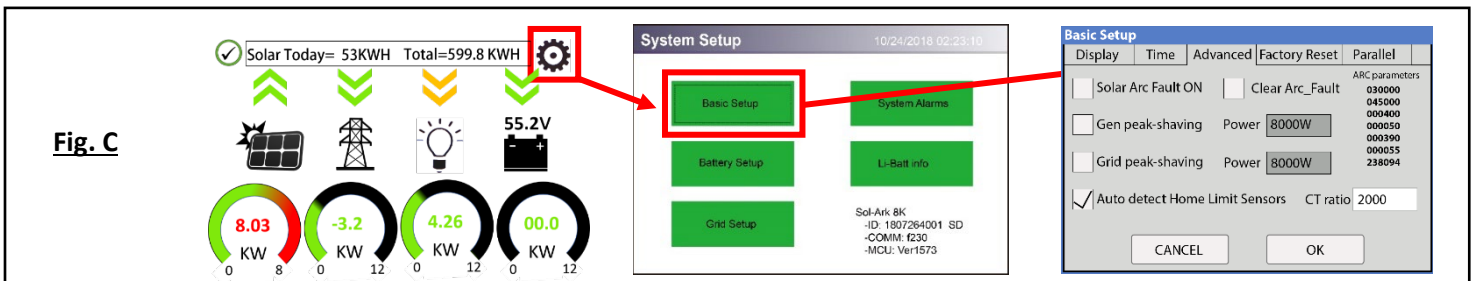 Fig. C
Solar Today= 53KWH Total=599.8 KWH
55.2V
- +
8.03
KW
0 8
-3.2
KW
0 12
4.26
KW
0 12
00.0
KW
0 12
System Setup 10/24/2018 02:23:10
Basic Setup System Alarms
Battery Setup Li-Batt info
Grid Setup
Sol-Ark 8K
-ID: 1807264001 SD
-COMM: f230
-MCU: Ver1573
Basic Setup
Display Time Advanced Factory Reset Parallel
Solar Arc Fault ON Clear Arc_Fault
Gen peak-shaving Power 8000W
Grid peak-shaving Power 8000W
Auto detect Home Limit Sensors CT ratio 2000
ARC parameters
030000
045000
000400
000050
000390
000055
238094
CANCEL OK